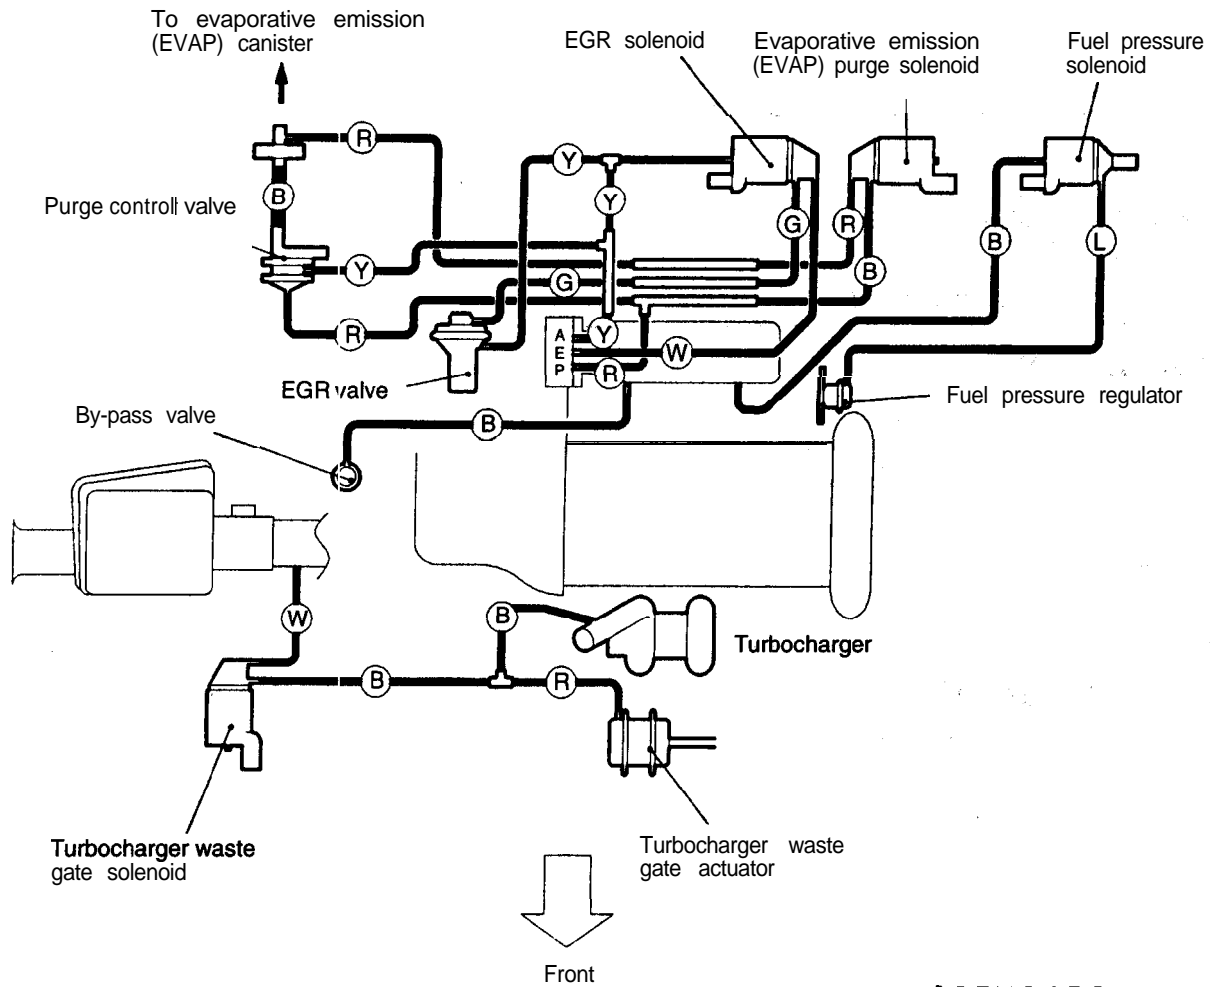 To evaporative emission
(EVAP) canister
EGR solenoid
Evaporative emission
(EVAP) purge solenoid
Fuel pressure
solenoid
R
Y
B
Y
Purge control valve
G
R
B
L
Y
B
G
R
A
E
P
Y
W
R
EGR valve
Fuel pressure regulator
By-pass valve
B
W
B
Turbocharger
B
R
Turbocharger waste
gate solenoid
Turbocharger waste
gate actuator
Front